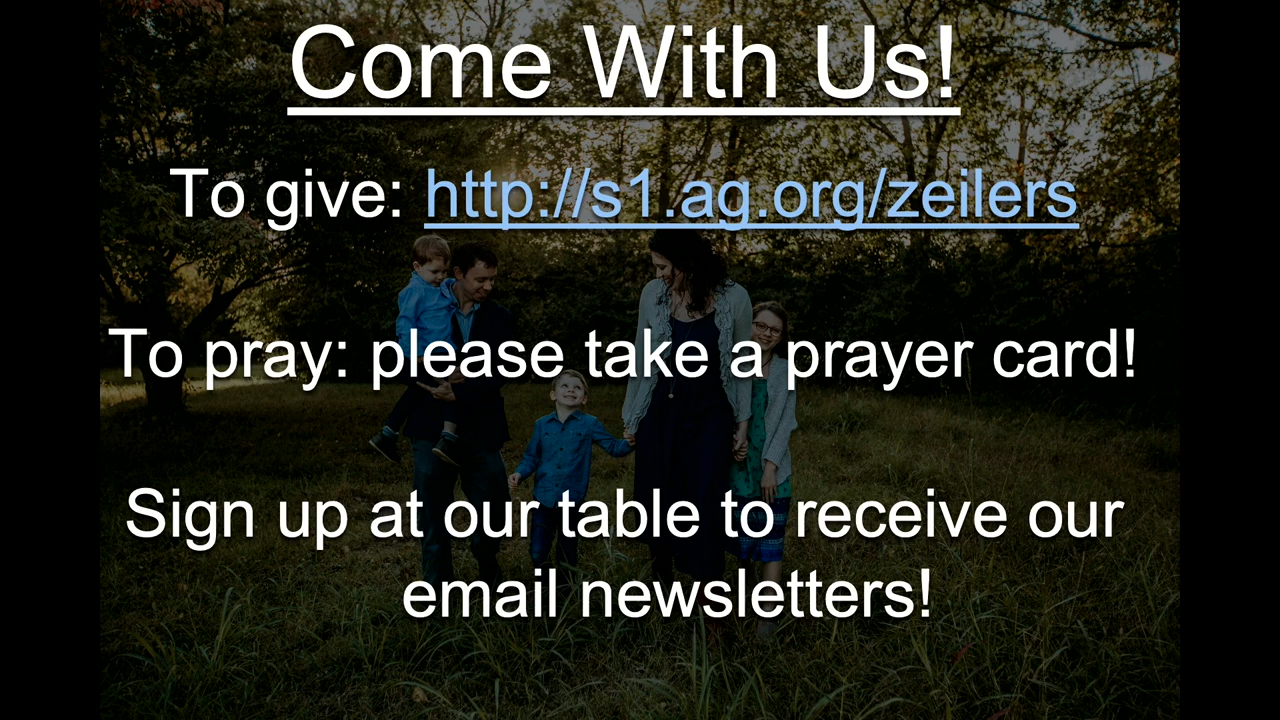 Come With Us!
To give: http://s1.ag.org/zeilers
To pray: please take a prayer card!
Sign up at our table to receive our
email newsletters!